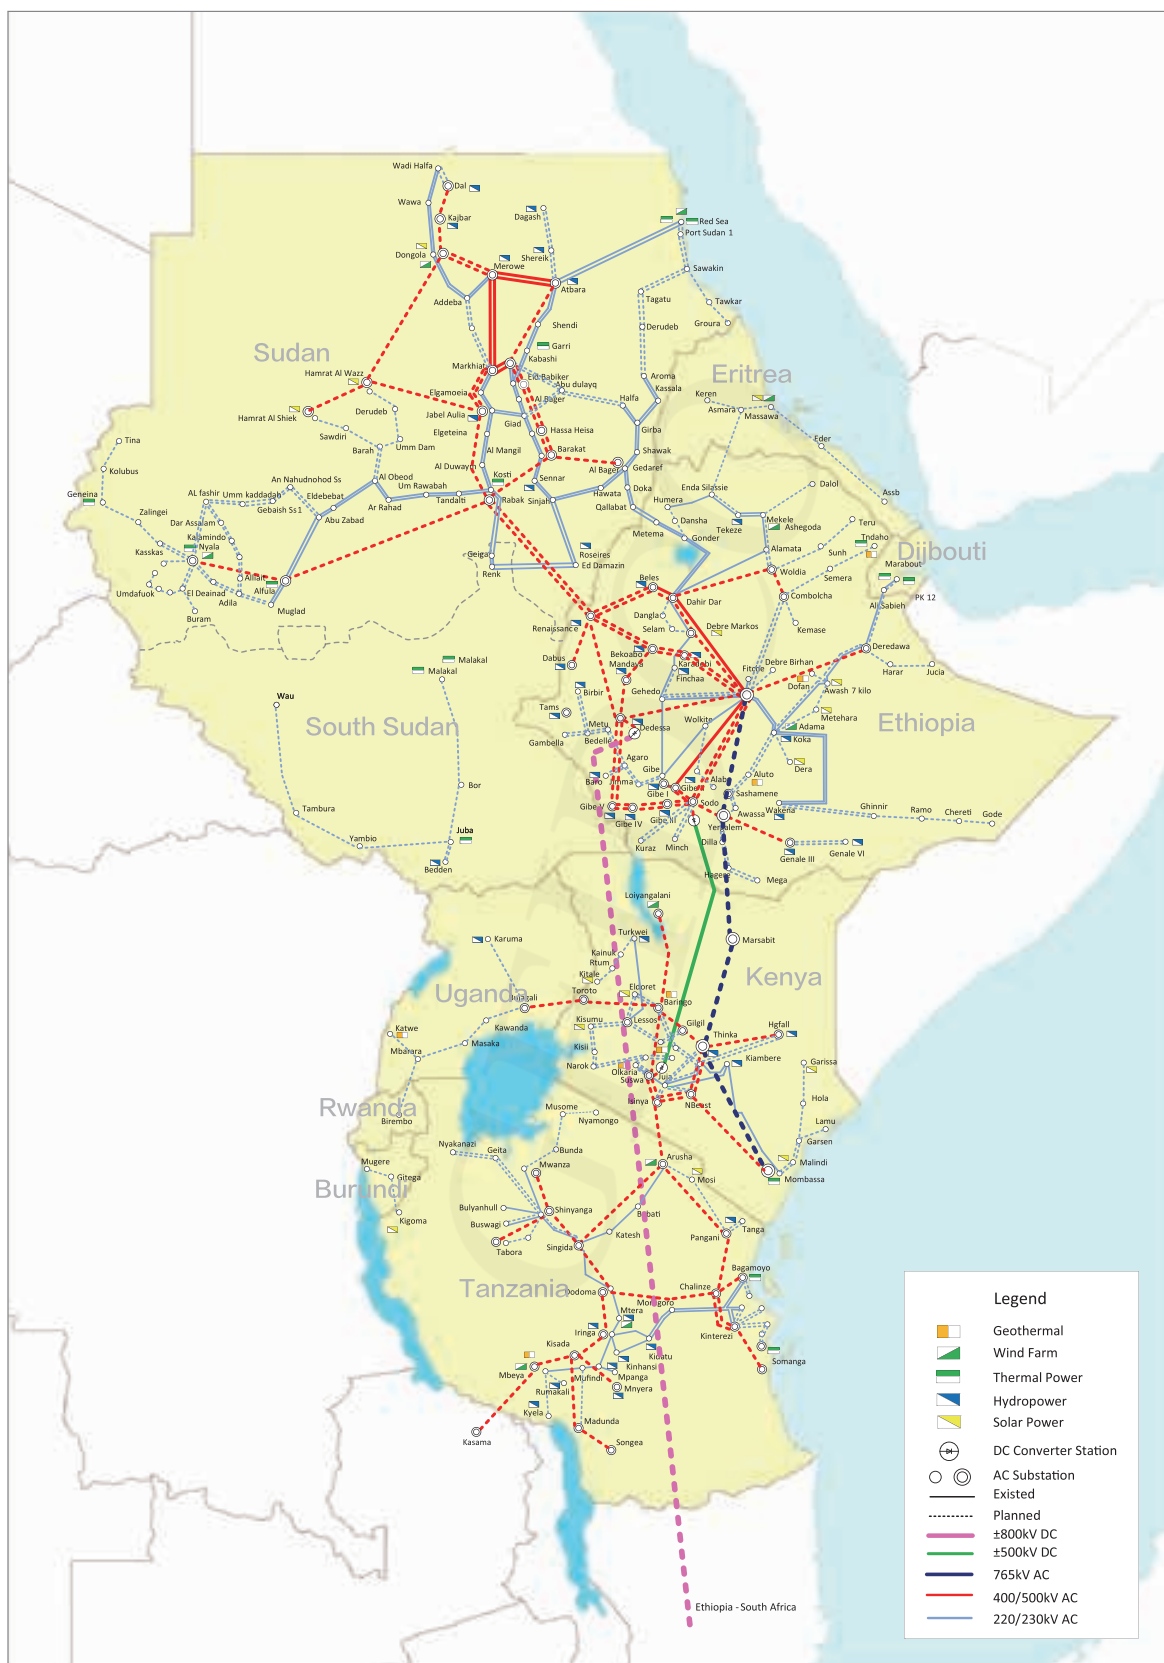 Wadi Halfa
Dal
Wawa
Kajbar
Dagash
Red Sea
Port Sudan 1
Dongola
Shereik
Merowe
Sawakin
Atbara
Addeba
Tagatu
Tawkar
Shendi
Derudeb
Groura
Garri
Sudan
Kabashi
Markhiat
Hamrat Al Wazz
Eid Babiker
Abu dulayq
Aroma
Eritrea
Kassala
Elgamoeia
Al Bager
Halfa
Keren
Asmara
Massawa
Derudeb
Hamrat Al Shiek
Jabel Aulia
Giad
Sawdiri
Elgeteina
Hassa Heisa
Girba
Tina
Umm Dam
Eder
Barah
Al Mangil
Barakat
Shawak
Kolubus
Al Duwaym
Al Bager
Gedaref
An Nahudnohod Ss
Al Obeod
Kosti
Sennar
Doka
Enda Silassie
Dalol
Geneina
AL fashir
Umm kaddadah
Eldebebat
Um Rawabah
Hawata
Humera
Assb
Gebaish Ss1
Tandalti
Rabak
Sinjah
Qallabat
Zalingei
Dar Assalam
Abu Zabad
Ar Rahad
Dansha
Tekeze
Mekele
Ashegoda
Teru
Kalamindo
Metema
Gonder
Tndaho
Kasskas
Nyala
Alamata
Sunh
Djibouti
Geiga
Roseires
Marabout
Renk
Ed Damazin
Woldia
Semera
Alliait
Beles
Umdafuok
El Deinad
Alfula
Dahir Dar
Combolcha
PK 12
Adila
Muglad
Ali Sabieh
Buram
Dangla
Renaissance
Selam
Debre Markos
Kemase
Deredawa
Malakal
Dabus
Bekoabo
Mandaya
Karadobi
Fitche
Debre Birhan
Harar
Jucia
Malakal
Finchaa
Dofan
Wau
Birbir
Gehedo
Awash 7 kilo
South Sudan
Tams
Metu
Dedessa
Wolkite
Metehara
Ethiopia
Adama
Gambella
Bedelle
Koka
Agaro
Gibe
Dera
Bor
Baro
Jimma
Alab
Aluto
Gibe I
Gibe II
Sashamene
Tambura
Gibe V
Sodo
Awassa
Wakena
Ghinnir
Ramo
Chereti
Gode
Gibe IV
Gibe III
Yergalem
Juba
Yambio
Kuraz
Minch
Dilla
Genale III
Genale VI
Bedden
Hagere
Mega
Loiyangalani
Karuma
Turkwei
Marsabit
Kainuk
Rtum
Kitale
Kenya
Uganda
Toroto
Eldoret
Baringo
Kisumu
Lessos
Gilgil
Katwe
Kawanda
Thinka
Hgfall
Mbarara
Masaka
Kisii
Kiambere
Garissa
Narok
Olkaria
Suswa
Juja
Rwanda
Musome
Isinya
NBeast
Hola
Birembo
Nyamongo
Lamu
Nyakanazi
Geita
Bunda
Garsen
Mugere
Mwanza
Arusha
Malindi
Gitega
Mosi
Mombassa
Burundi
Bulyanhull
Shinyanga
Babati
Kigoma
Buswagi
Katesh
Pangani
Tanga
Tabora
Singida
Bagamoyo
Tanzania
Dodoma
Chalinze
Morogoro
Mtera
Iringa
Kinterezi
Kisada
Kidatu
Somanga
Mbeya
Kinhansi
Mufindi
Mpanga
Rumakali
Mnyera
Kyela
Madunda
Kasama
Songea
Ethiopia - South Africa
Legend
Geothermal
Wind Farm
Thermal Power
Hydropower
Solar Power
DC Converter Station
AC Substation
Existed
Planned
±800kV DC
±500kV DC
765kV AC
400/500kV AC
220/230kV AC